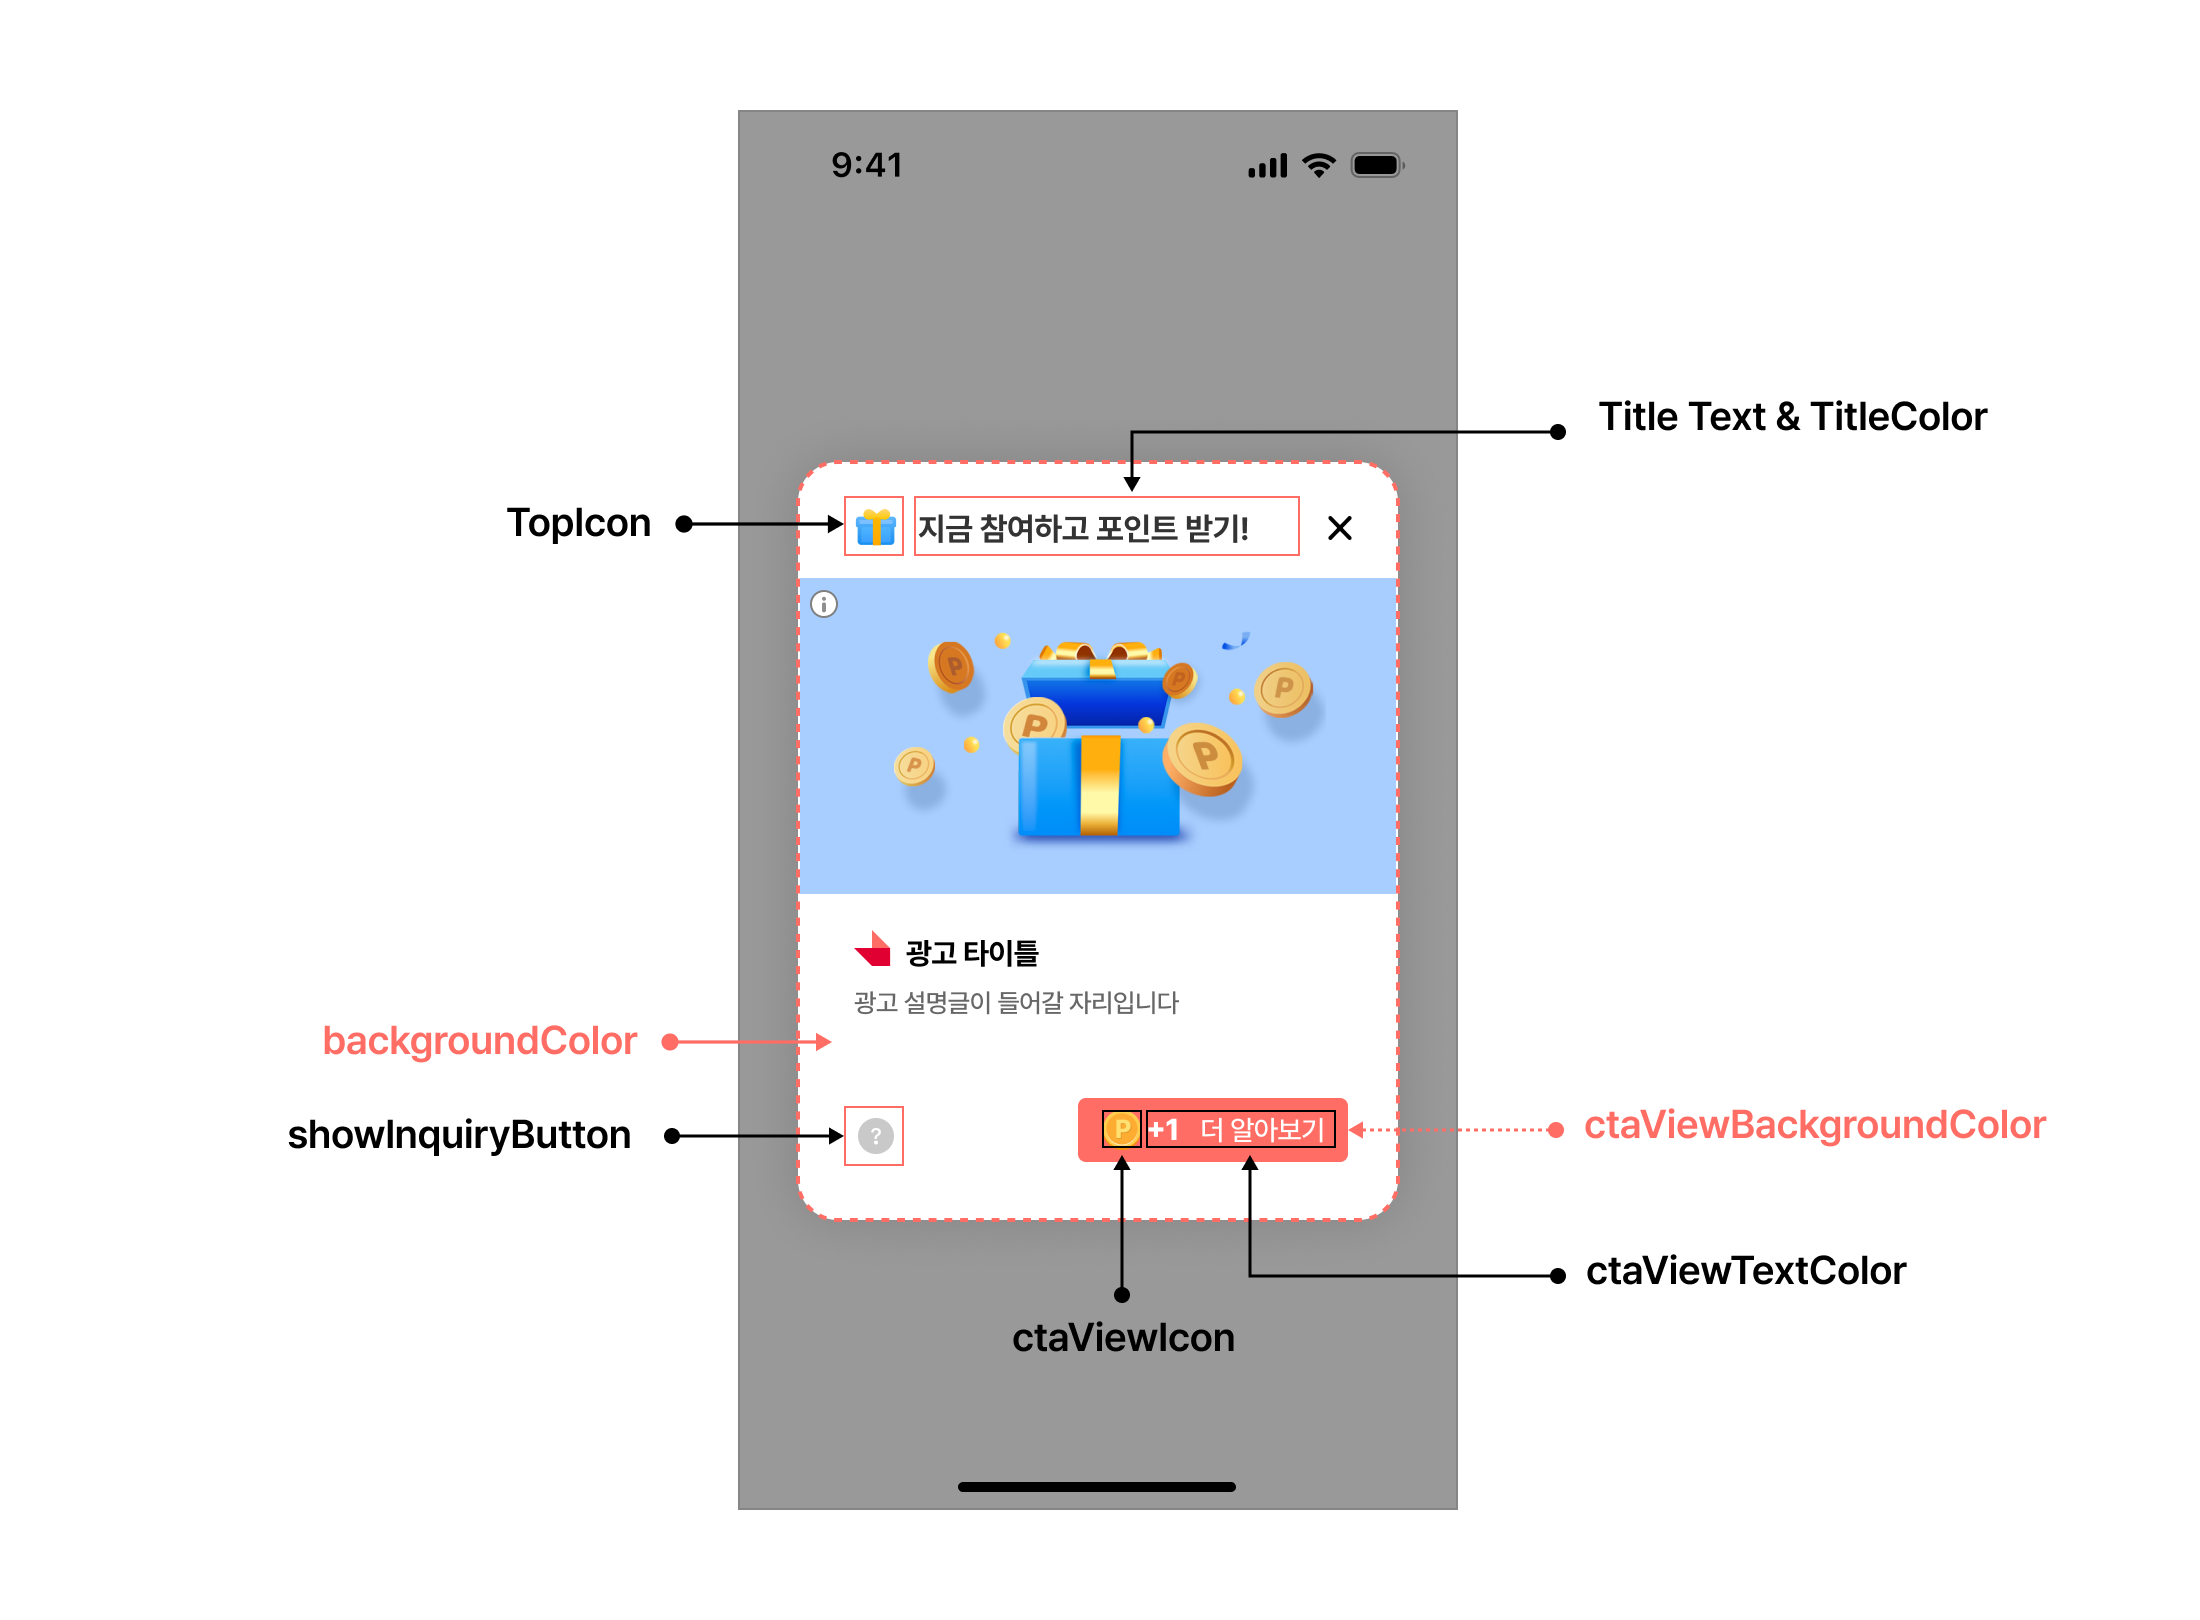 9:41
Title Text & TitleColor
TopIcon
지금 참여하고 포인트 받기!
P
P
P
P
P
P
광고 타이틀
광고 설명글이 들어갈 자리입니다
backgroundColor
showInquiryButton
?
P +1 더 알아보기
ctaViewBackgroundColor
ctaViewTextColor
ctaViewIcon